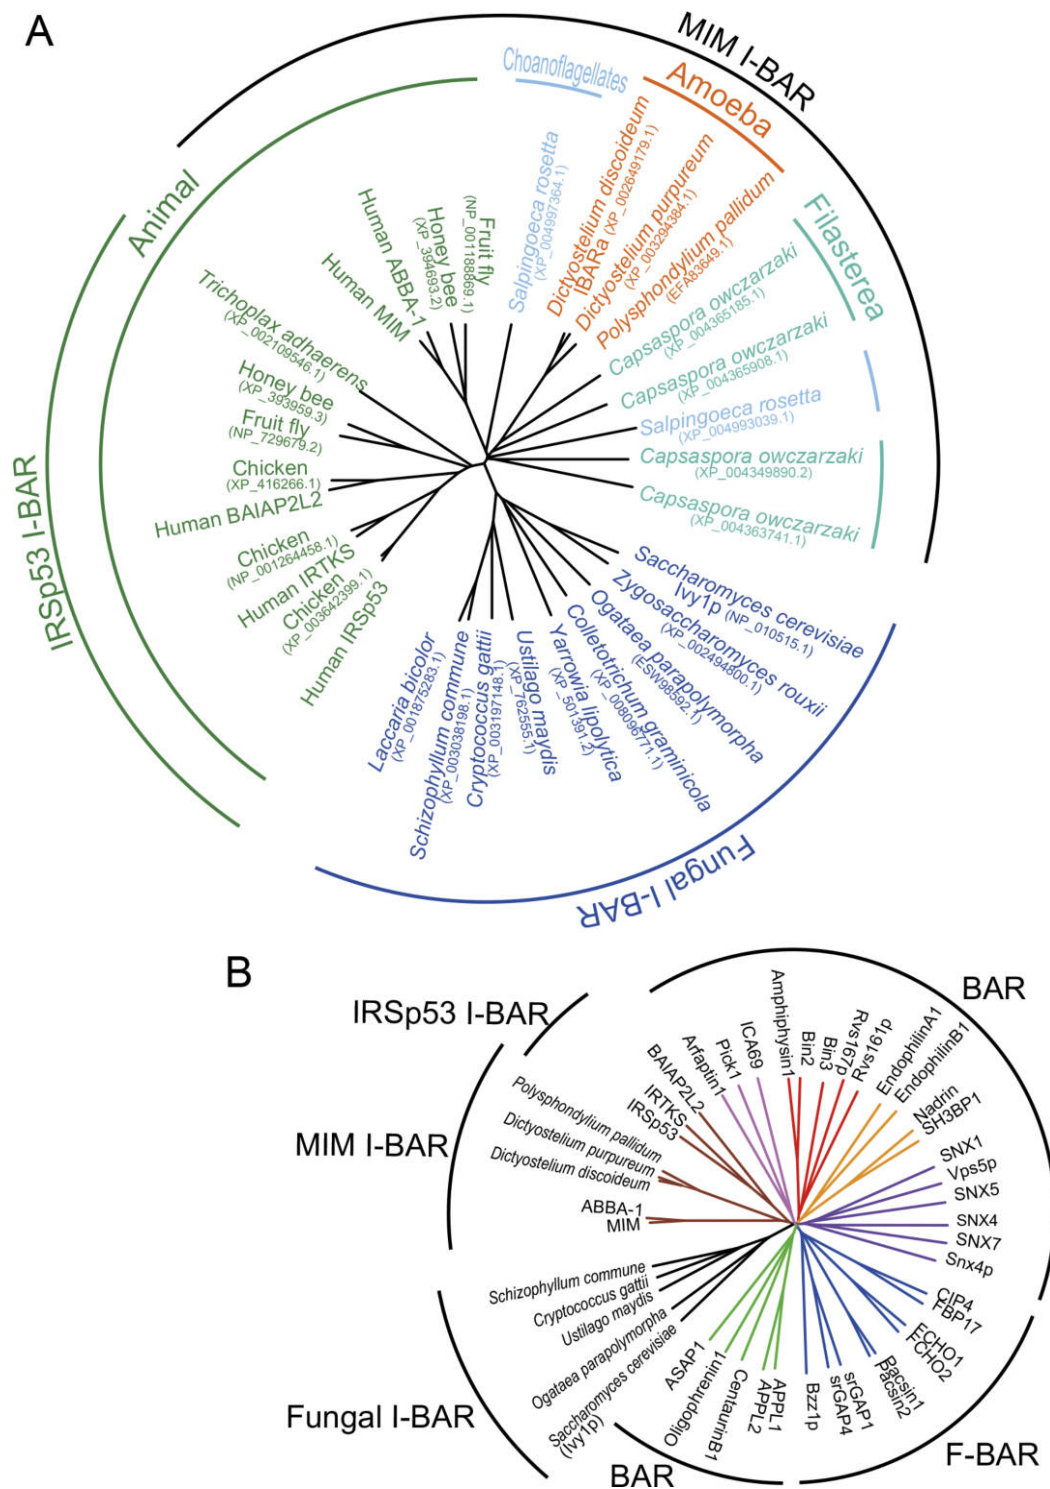 A
MIM I-BAR
Choanoflagellates
Amoeba
Filasterea
Animal
IRSp53 I-BAR
Fungal I-BAR
Human MIM
Human ABBA-1
Honey bee
(XP_394693.2)
Fruit fly
(NP_001188869.1)
Salpingoeca rosetta
(XP_004997364.1)
Dictyostelium discoideum
IBARa (XP_002649179.1)
Dictyostelium purpureum
(XP_003294384.1)
Polysphondylium pallidum
(EFA83649.1)
Capsaspora owczarzaki
(XP_004365185.1)
Capsaspora owczarzaki
(XP_004365908.1)
Salpingoeca rosetta
(XP_004993039.1)
Capsaspora owczarzaki
(XP_004349890.2)
Capsaspora owczarzaki
(XP_004363741.1)
Saccharomyces cerevisiae
Ivy1p (NP_010515.1)
Zygosaccharomyces rouxii
(XP_002494800.1)
Ogataea parapolymorpha
(ESW98592.1)
Colletotrichum graminicola
(XP_008096771.1)
Yarrowia lipolytica
(XP_501391.2)
Ustilago maydis
(XP_762555.1)
Cryptococcus gattii
(XP_003197148.1)
Schizophyllum commune
(XP_003038198.1)
Laccaria bicolor
(XP_001875283.1)
Human IRSp53
Chicken
(XP_003642399.1)
Human IRTKS
Chicken
(NP_001264458.1)
Human BAIAP2L2
Chicken
(XP_416266.1)
Fruit fly
(NP_729679.2)
Honey bee
(XP_393959.3)
Trichoplax adhaerens
(XP_002109546.1)
B
IRSp53 I-BAR
MIM I-BAR
Fungal I-BAR
BAR
F-BAR
BAR
Amphiphysin1
Bin2
Bin3
Rvs167p
Rvs191p
EndophilinA1
EndophilinB1
Nadrin
SH3BP1
SNX1
Vps5p
SNX5
SNX4
SNX7
Snx4p
CIP4
FBP17
FCHO1
FCHO2
Pacsin1
Pacsin2
srGAP1
srGAP4
Bzz1p
APPL1
APPL2
CentaurinB1
Oligophrenin1
ASAP1
Saccharomyces cerevisiae
(Ivy1p)
Ogataea parapolymorpha
Ustilago maydis
Cryptococcus gattii
Schizophyllum commune
MIM
ABBA-1
Dictyostelium discoideum
Dictyostelium purpureum
Polysphondylium pallidum
IRSp53
IRTKS
BAIAP2L2
Arfaptin1
Pick1
ICA69